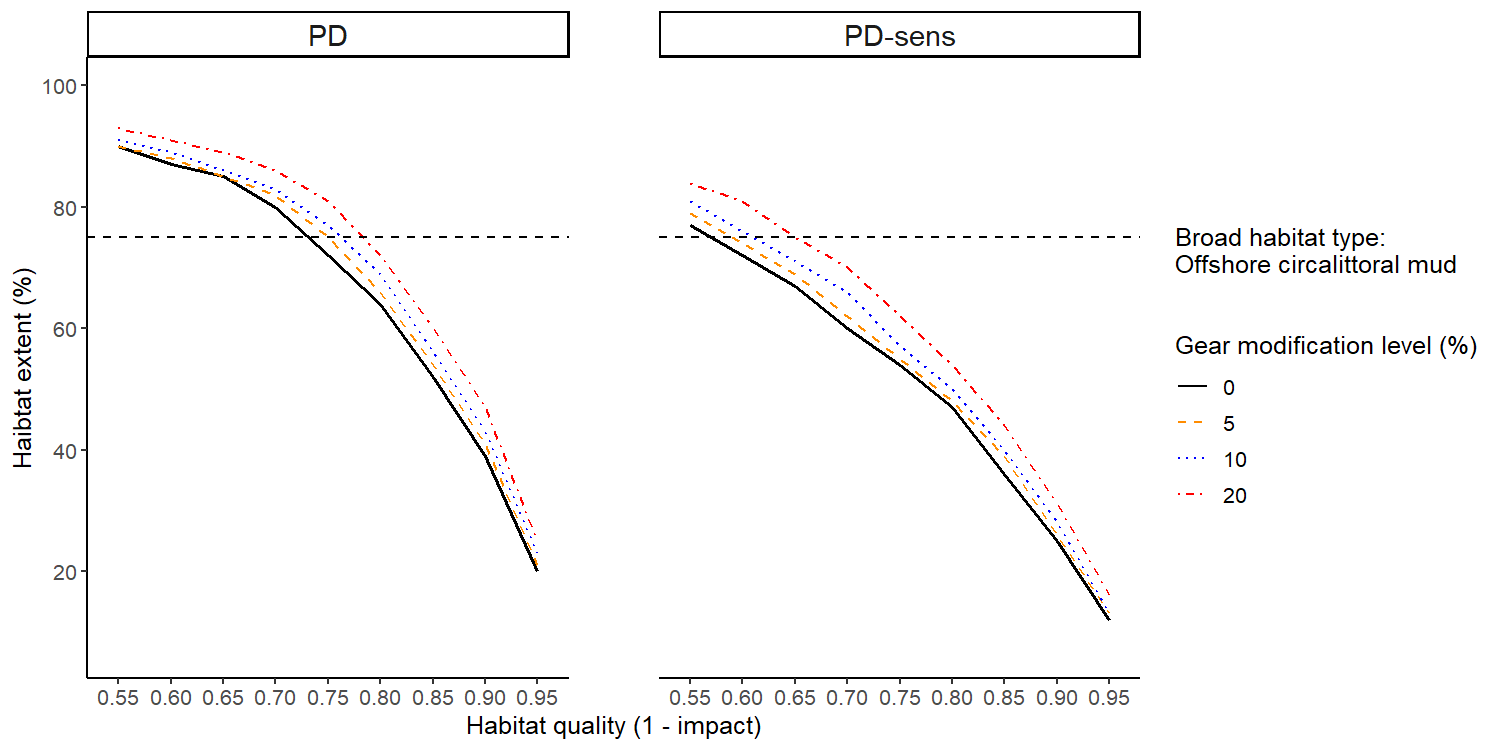 PD
PD-sens
100
80
60
40
20
Haibtat extent (%)
0.55 0.60 0.65 0.70 0.75 0.80 0.85 0.90 0.95
0.55 0.60 0.65 0.70 0.75 0.80 0.85 0.90 0.95
Habitat quality (1 - impact)
Broad habitat type:
Offshore circalittoral mud
Gear modification level (%)
0
5
10
20